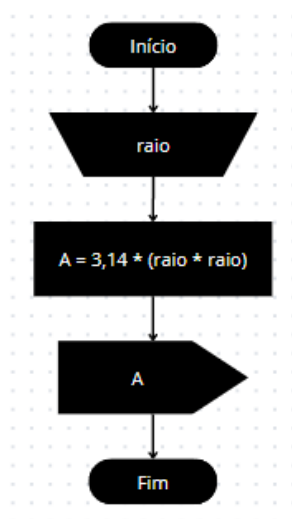 Início
raio
A = 3,14 * (raio * raio)
A
Fim